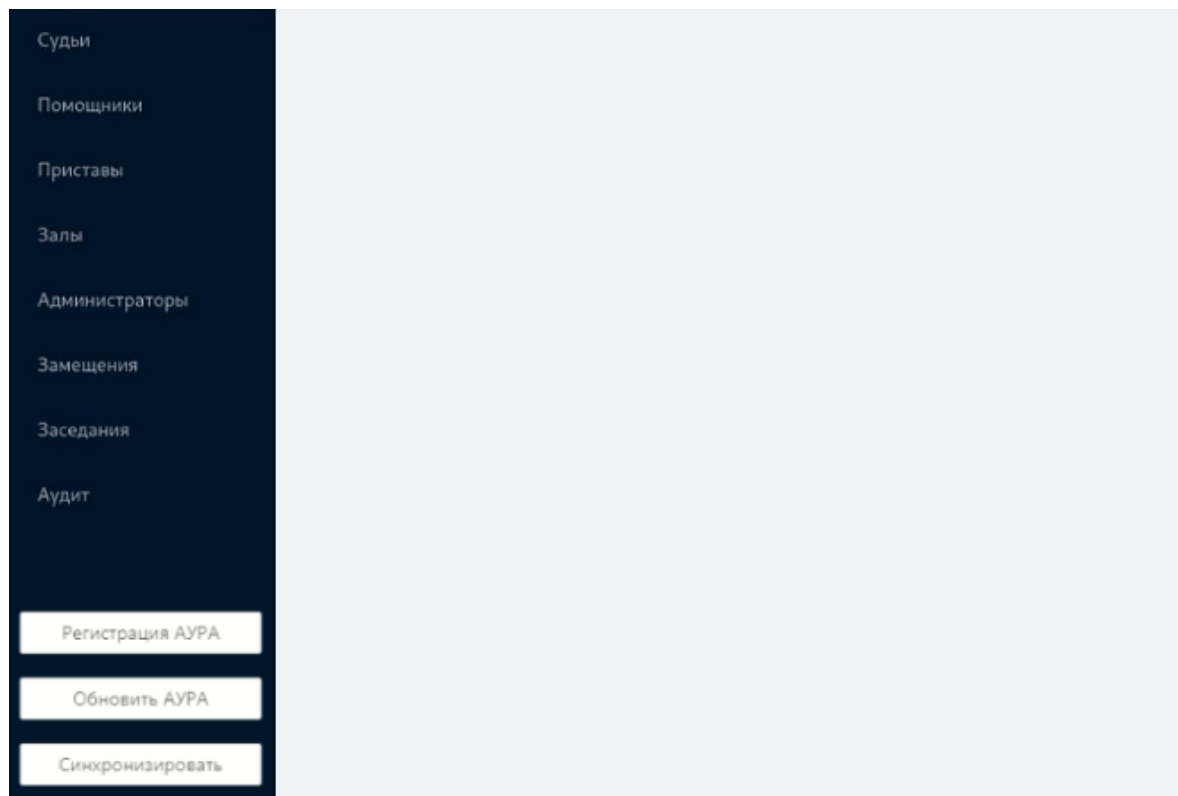 Судьи
Помощники
Приставы
Залы
Администраторы
Замещения
Заседания
Аудит
Регистрация АУРА
Обновить АУРА
Синхронизировать